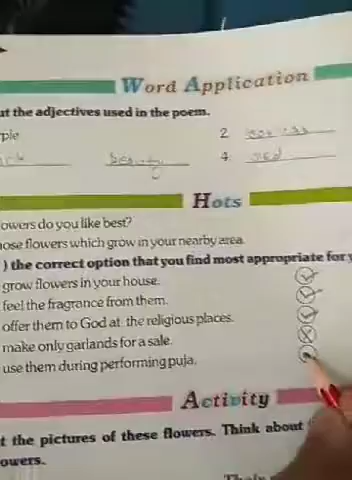 Word Application
ut the adjectives used in the poem.
ple 2
4 red
Hots
owers do you like best?
ose flowers which grow in your nearby area.
) the correct option that you find most appropriate for y
grow flowers in your house.
feel the fragrance from them.
offer them to God at the religious places.
make only garlands for a sale.
use them during performing puja.
Activity
t the pictures of these flowers. Think about
owers.